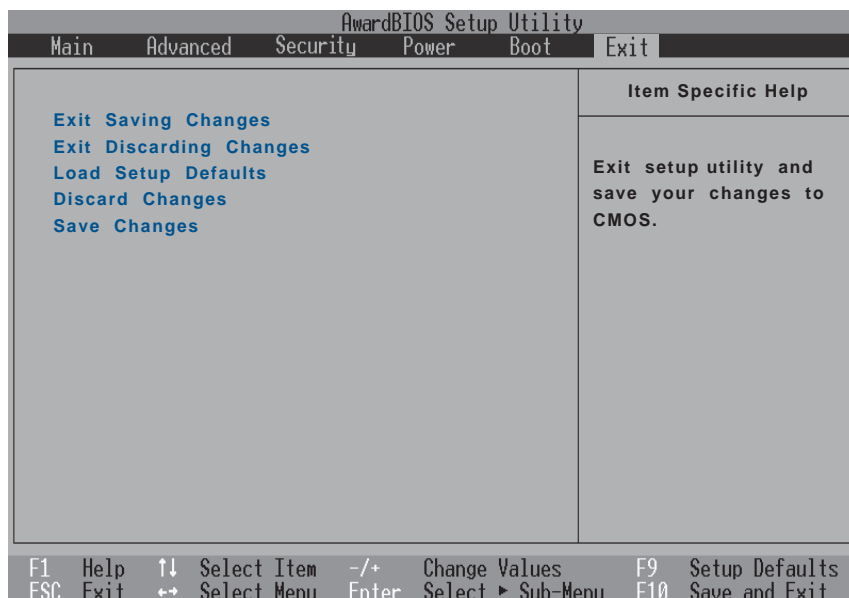 AwardBIOS Setup Utility
Main Advanced Security Power Boot Exit
Item Specific Help
Exit Saving Changes
Exit Discarding Changes
Load Setup Defaults
Discard Changes
Save Changes
Exit setup utility and
save your changes to
CMOS.
F1 Help ↑↓ Select Item -/+ Change Values F9 Setup Defaults
ESC Exit ←→ Select Menu Enter Select ► Sub-Menu F10 Save and Exit